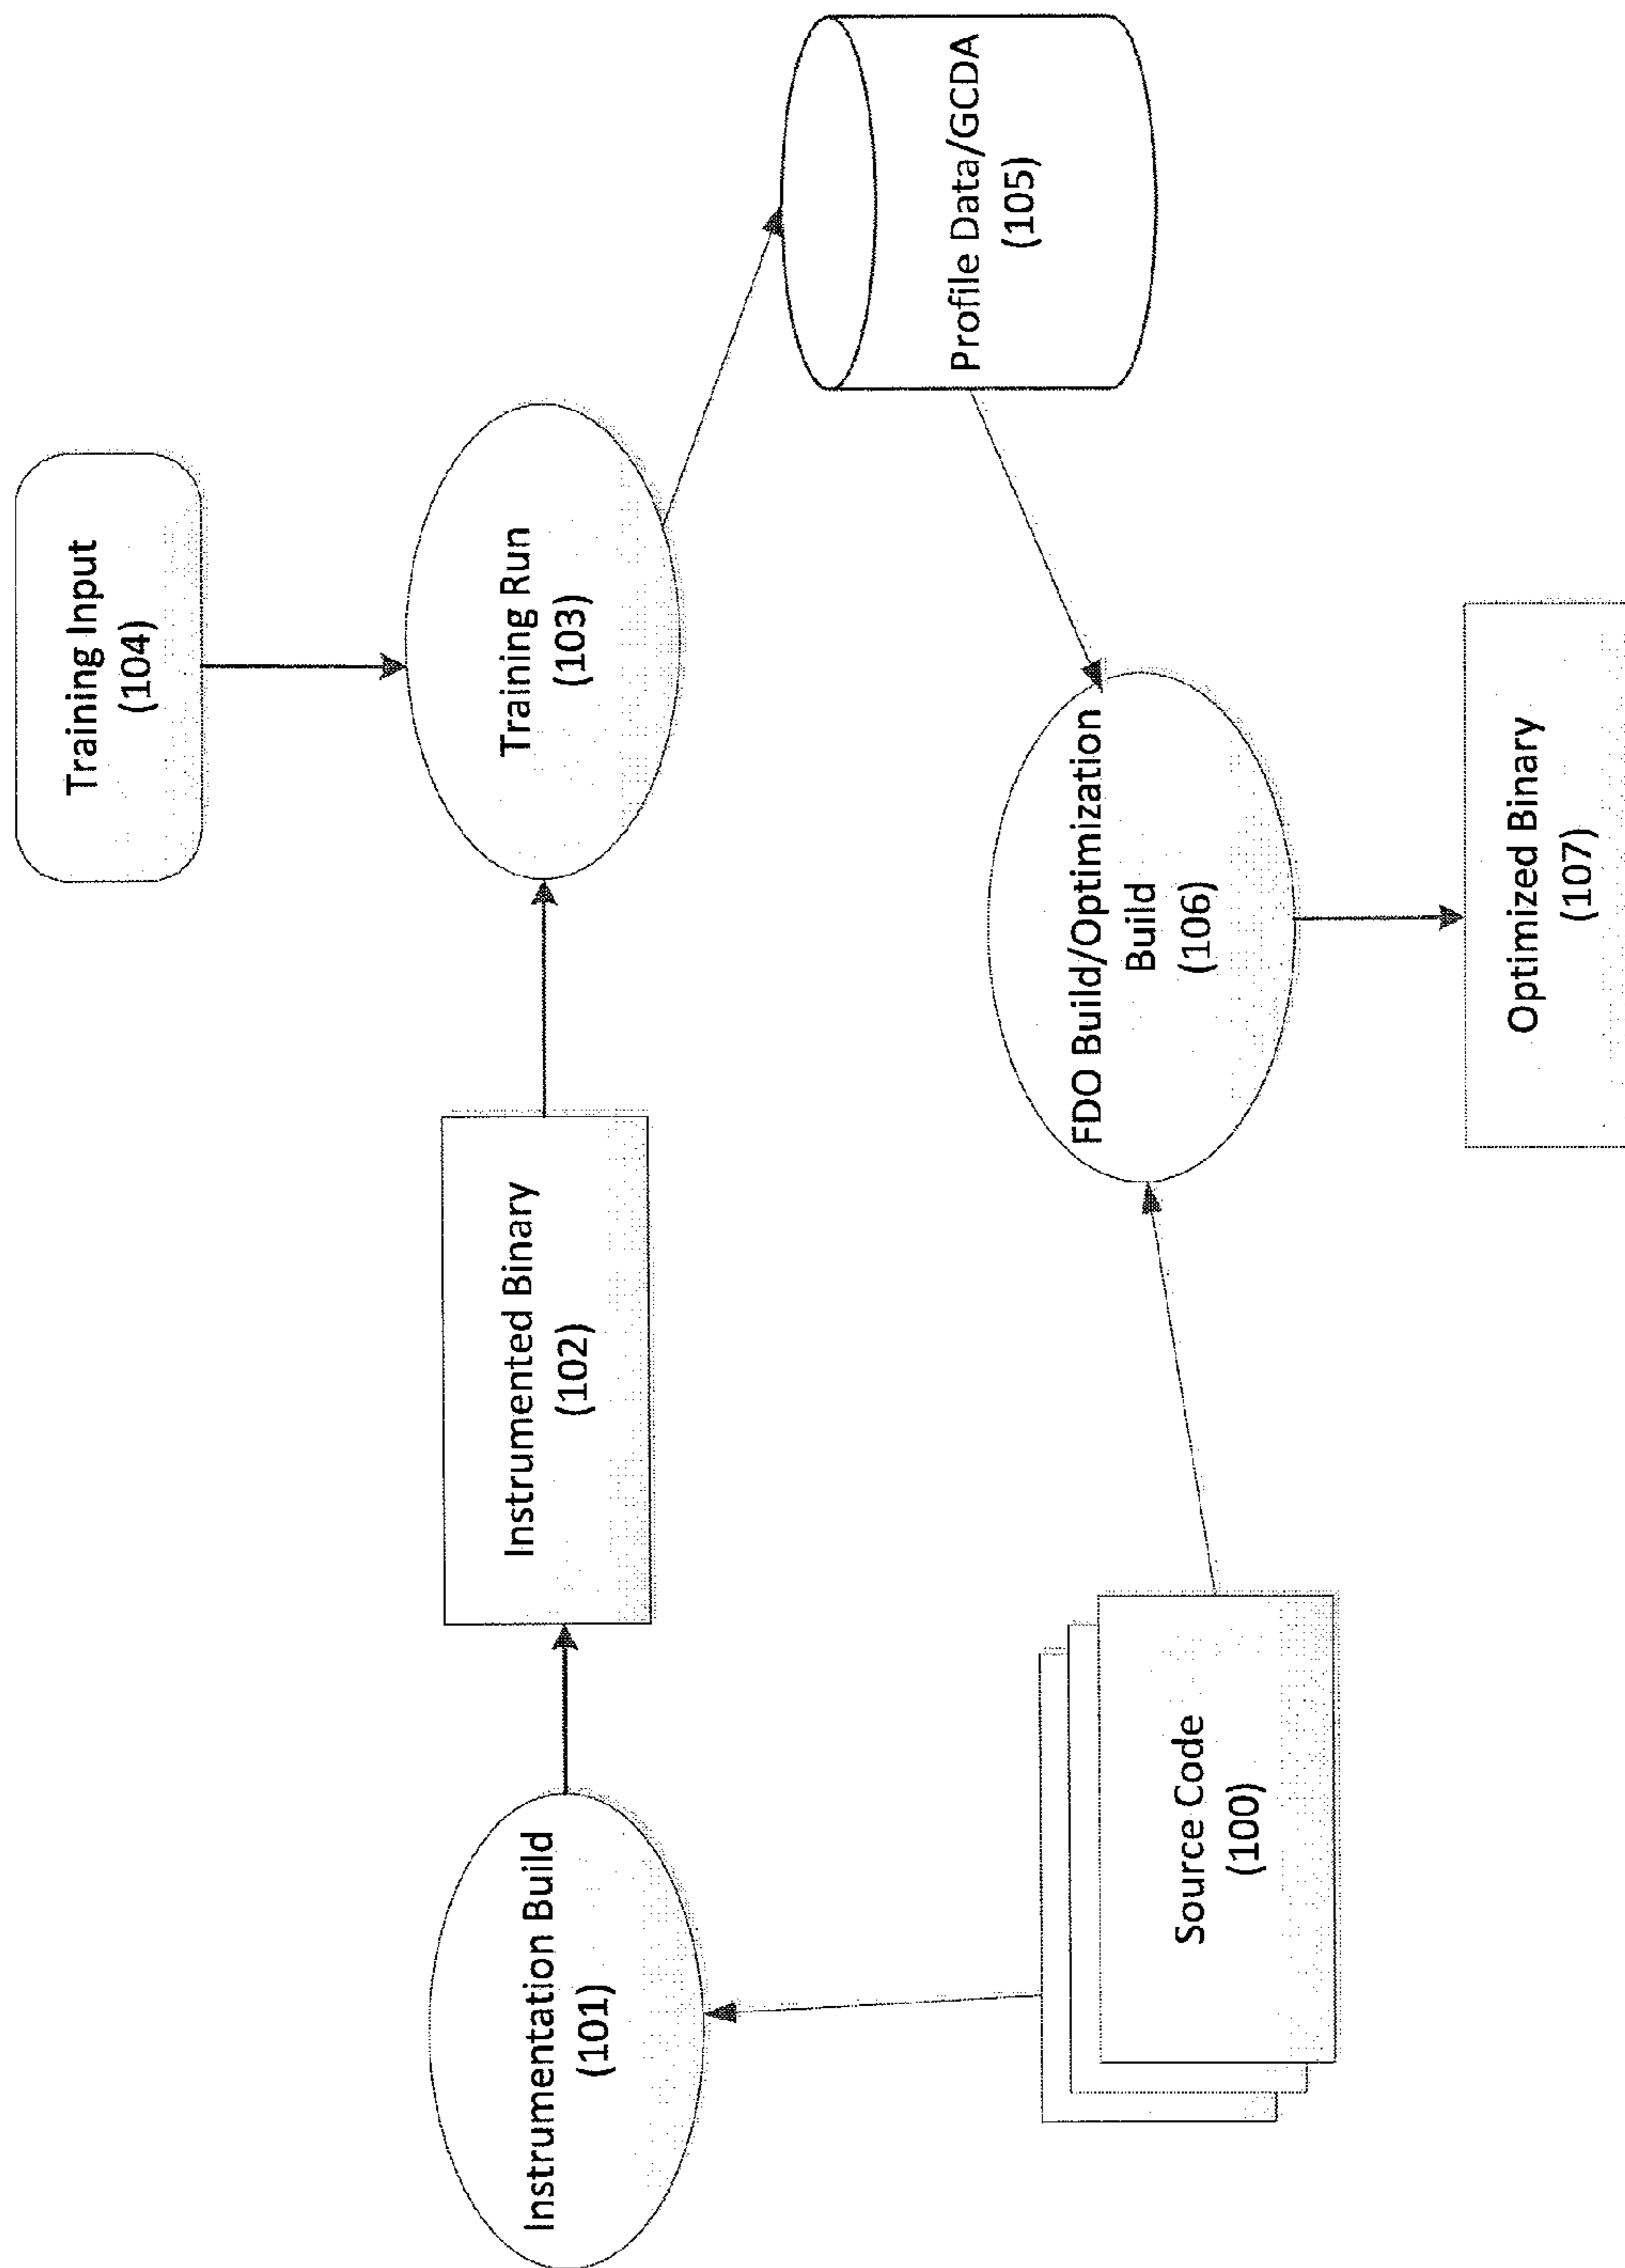 Training Input
(104)
Instrumentation Build
(101)
Instrumented Binary
(102)
Training Run
(103)
Profile Data/GCDA
(105)
Source Code
(100)
FDO Build/Optimization
Build
(106)
Optimized Binary
(107)